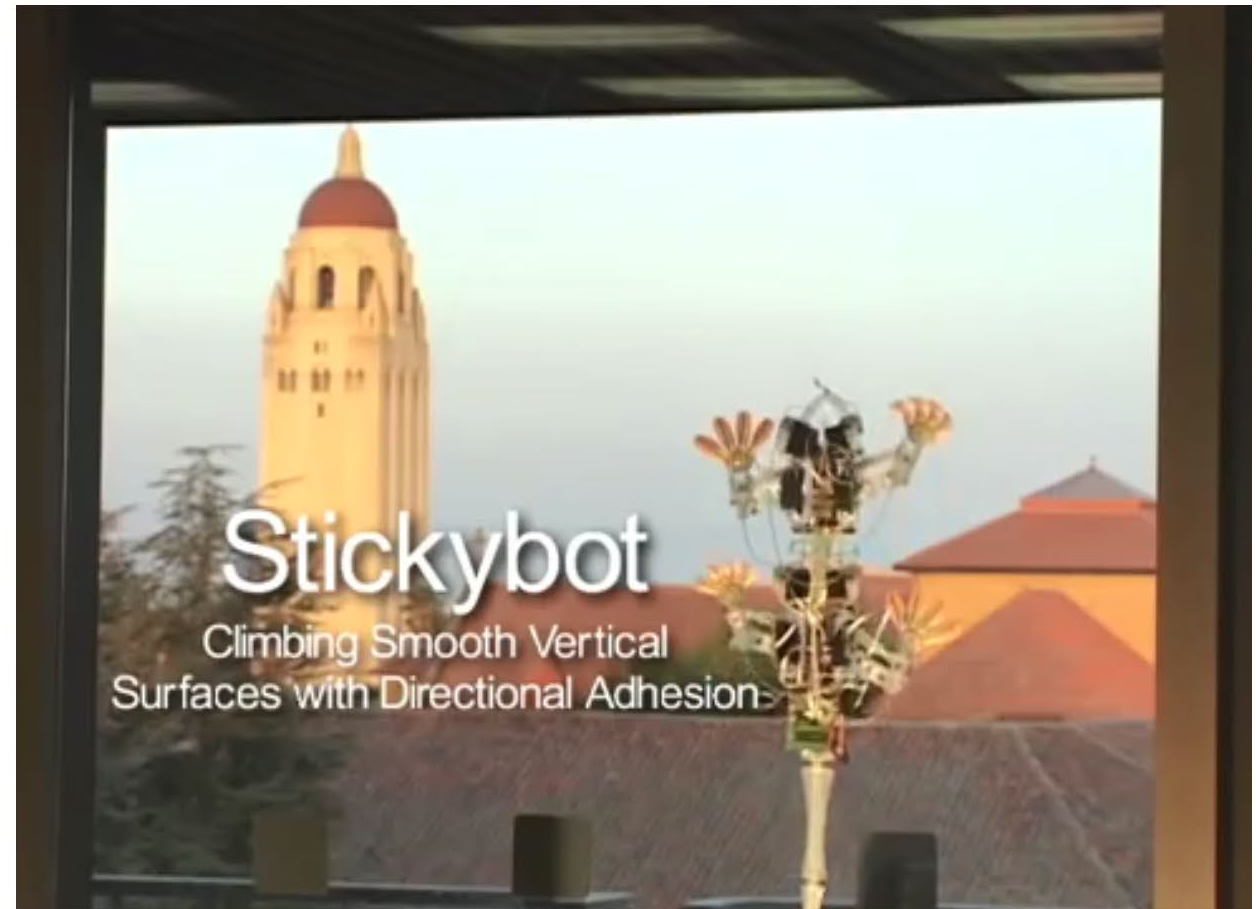 Stickybot
Climbing Smooth Vertical
Surfaces with Directional Adhesion